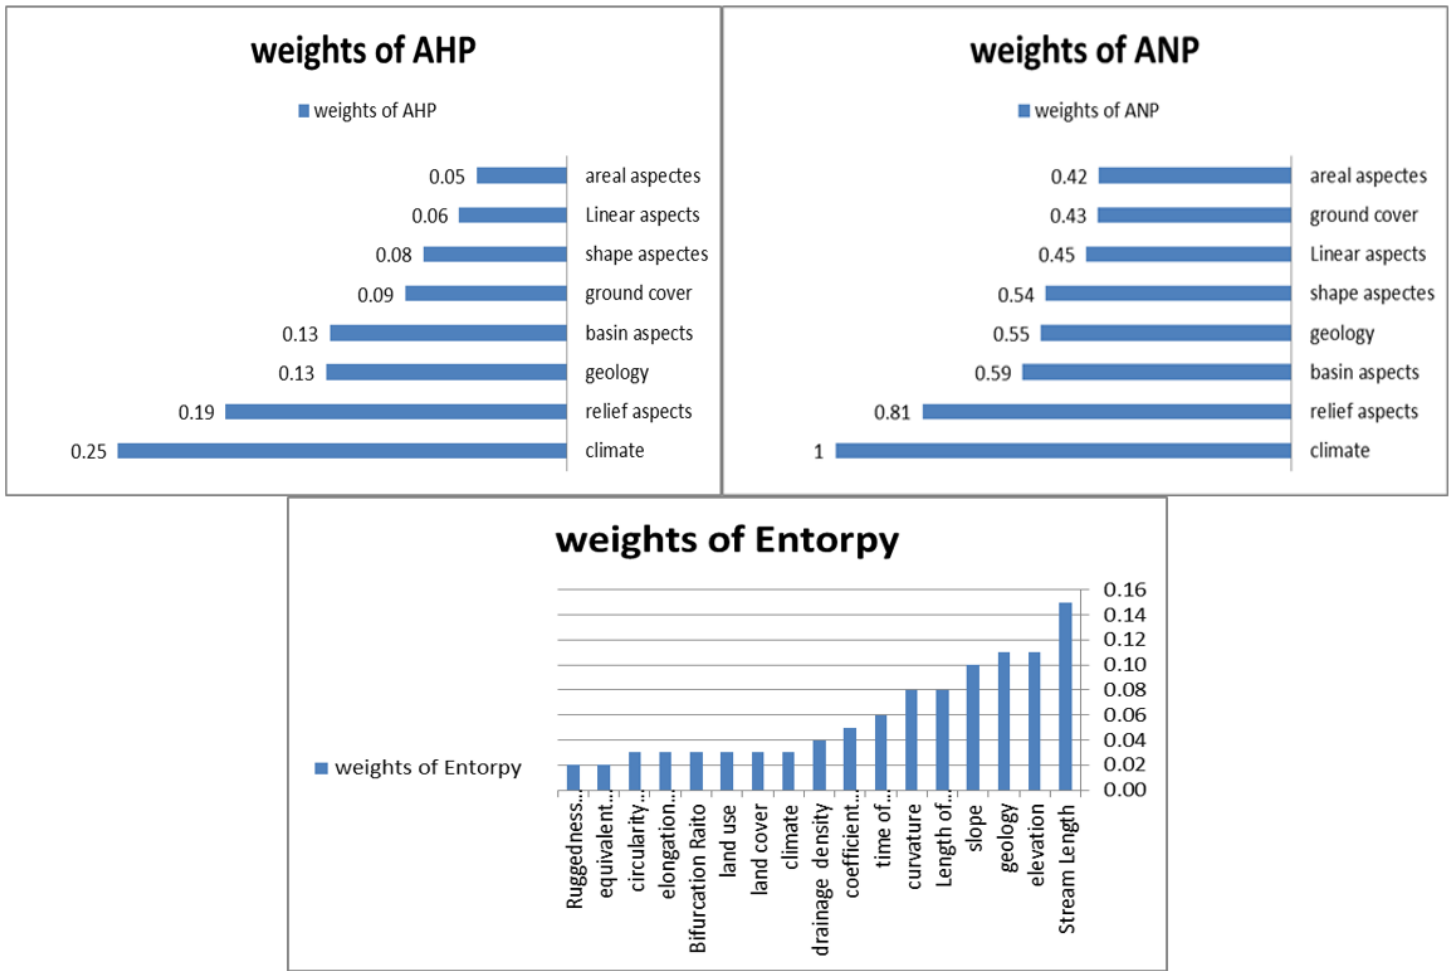 weights of AHP
weights of AHP
0.05 areal aspectes
0.06 Linear aspects
0.08 shape aspectes
0.09 ground cover
0.13 basin aspects
0.13 geology
0.19 relief aspects
0.25 climate
weights of ANP
weights of ANP
0.42 areal aspectes
0.43 ground cover
0.45 Linear aspects
0.54 shape aspectes
0.55 geology
0.59 basin aspects
0.81 relief aspects
1 climate
weights of Entorpy
weights of Entorpy
0.16
0.14
0.12
0.10
0.08
0.06
0.04
0.02
0.00
Ruggedness...
equivalent...
circularity...
elongation...
Bifurcation Raito
land use
land cover
climate
drainage density
coefficient...
time of...
curvature
Length of...
slope
geology
elevation
Stream Length